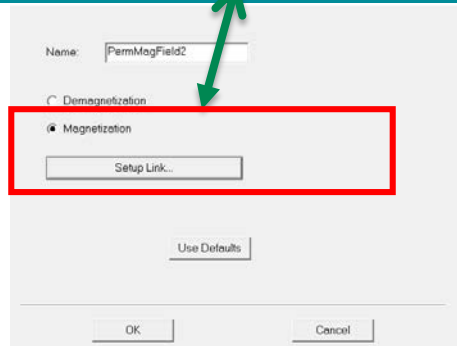 Name: PermMagField2
Demagnetization
Magnetization
Setup Link...
Use Defaults
OK Cancel